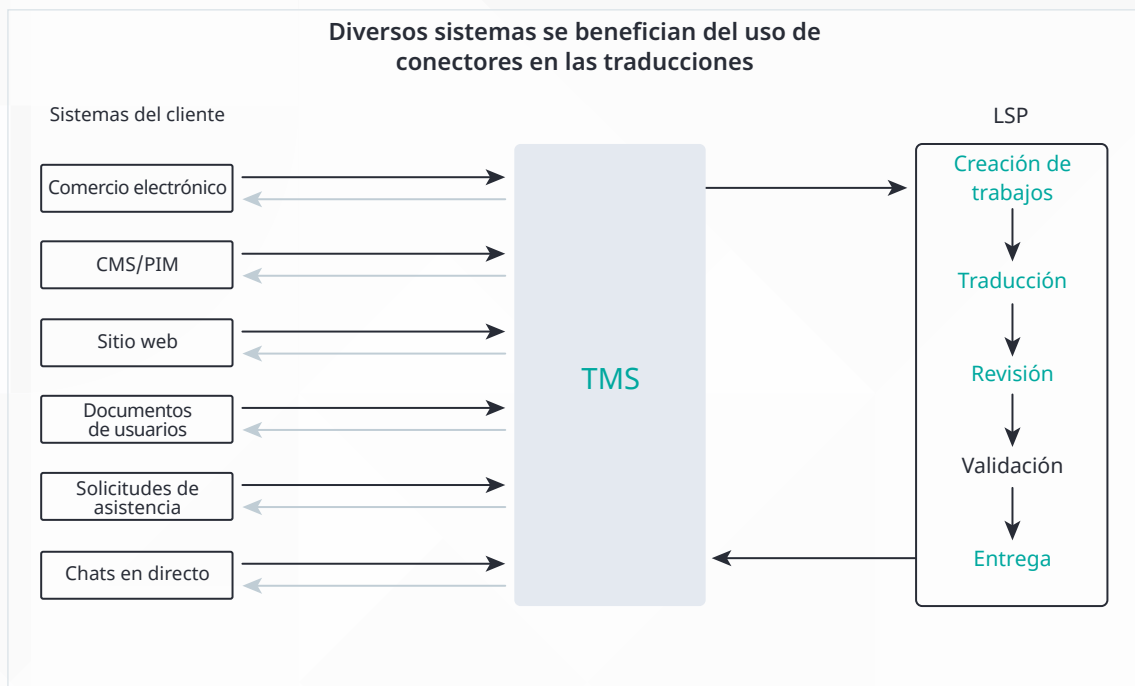 Diversos sistemas se benefician del uso de
conectores en las traducciones
Sistemas del cliente
Comercio electrónico
CMS/PIM
Sitio web
Documentos
de usuarios
Solicitudes de
asistencia
Chats en directo
TMS
LSP
Creación de
trabajos
Traducción
Revisión
Validación
Entrega